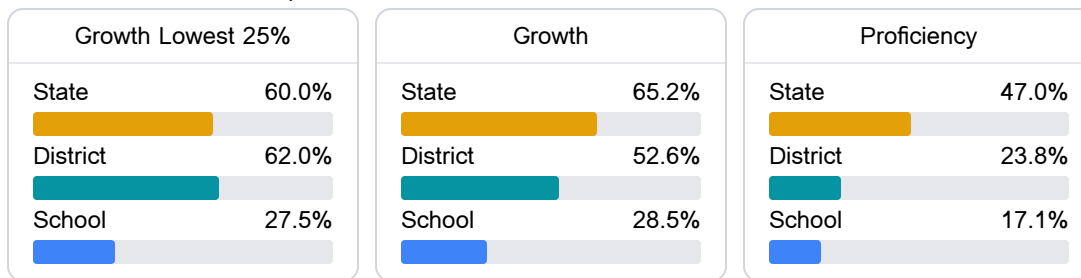 Growth Lowest 25%
State 60.0%
District 62.0%
School 27.5%
Growth
State 65.2%
District 52.6%
School 28.5%
Proficiency
State 47.0%
District 23.8%
School 17.1%